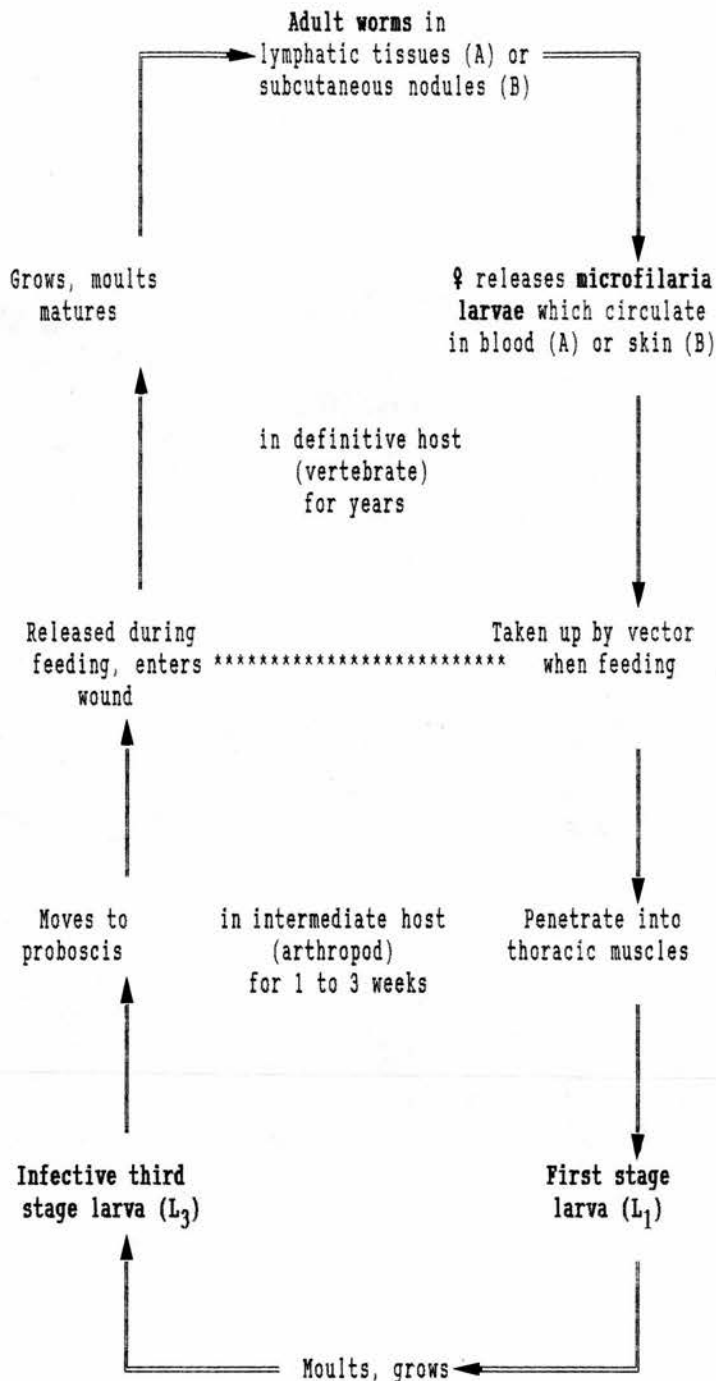 Adult worms in
lymphatic tissues (A) or
subcutaneous nodules (B)
Grows, moults
matures
♀ releases microfilaria
larvae which circulate
in blood (A) or skin (B)
in definitive host
(vertebrate)
for years
Released during
feeding, enters
wound
**************************
Taken up by vector
when feeding
Moves to
proboscis
in intermediate host
(arthropod)
for 1 to 3 weeks
Penetrate into
thoracic muscles
Infective third
stage larva (L3)
First stage
larva (L1)
Moults, grows